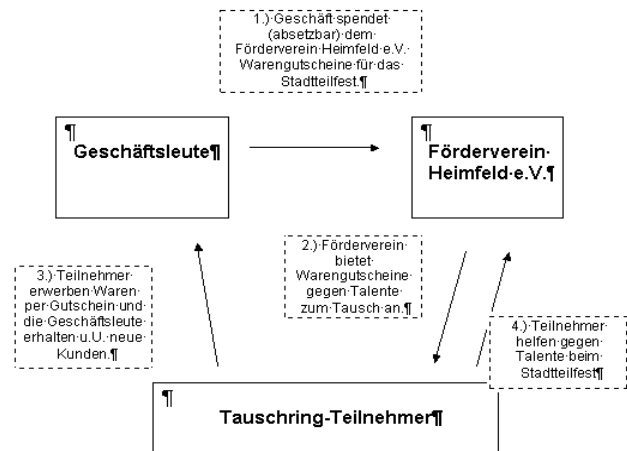 1.)·Geschäft·spendet·
(absetzbar)·dem·
Förderverein·Heimfeld·e.V.·
Warengutscheine·für·das·
Stadtteilfest.¶
¶
Geschäftsleute¶
¶
Förderverein·
Heimfeld·e.V.¶
2.)·Förderverein·
bietet·
Warengutscheine·
gegen·Talente·
zum·Tausch·an.¶
3.)·Teilnehmer·
erwerben·Waren·
per·Gutschein·und·
die·Geschäftsleute·
erhalten·u.U.·neue·
Kunden.¶
4.)·Teilnehmer·
helfen·gegen·
Talente·beim·
Stadtteilfest¶
¶
Tauschring-Teilnehmer¶